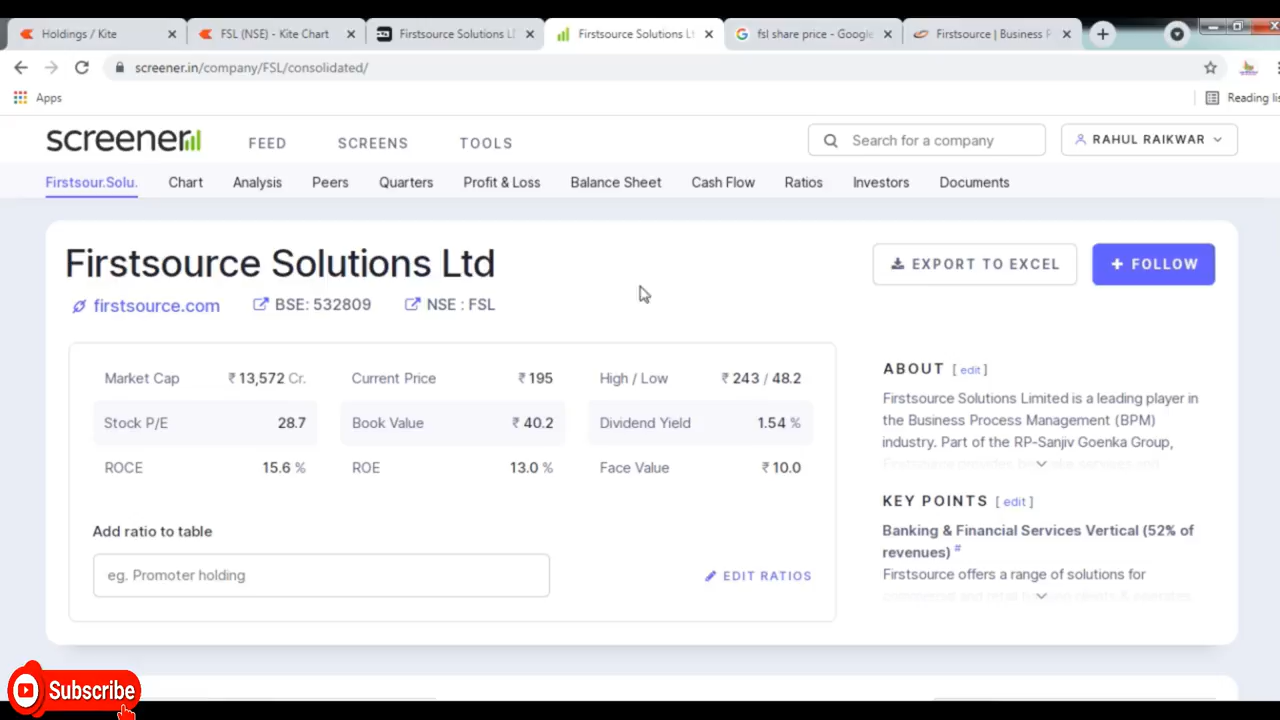 Holdings / Kite
FSL (NSE) - Kite Chart
Firstsource Solutions
Firstsource Solutions Lt
fsl share price - Google
Firstsource | Business P
screener.in/company/FSL/consolidated/
Apps
Reading lis
screener
FEED
SCREENS
TOOLS
Search for a company
RAHUL RAIKWAR
Firstsour.Solu.
Chart
Analysis
Peers
Quarters
Profit & Loss
Balance Sheet
Cash Flow
Ratios
Investors
Documents
Firstsource Solutions Ltd
EXPORT TO EXCEL
+ FOLLOW
firstsource.com
BSE: 532809
NSE : FSL
Market Cap ₹ 13,572 Cr.
Current Price ₹ 195
High / Low ₹ 243 / 48.2
Stock P/E 28.7
Book Value ₹ 40.2
Dividend Yield 1.54 %
ROCE 15.6 %
ROE 13.0 %
Face Value ₹ 10.0
Add ratio to table
eg. Promoter holding
EDIT RATIOS
ABOUT [ edit ]
Firstsource Solutions Limited is a leading player in
the Business Process Management (BPM)
industry. Part of the RP-Sanjiv Goenka Group,
KEY POINTS [ edit ]
Banking & Financial Services Vertical (52% of
revenues) #
Firstsource offers a range of solutions for
Subscribe